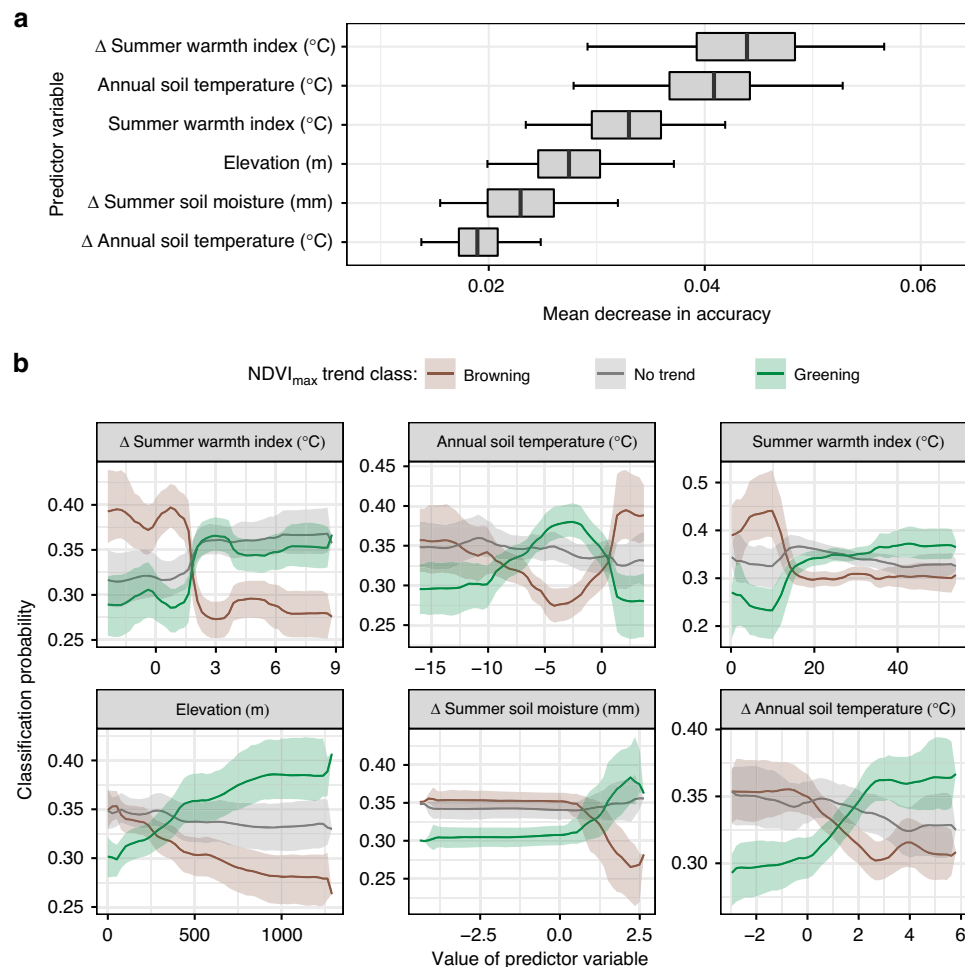 a
Predictor variable
Δ Summer warmth index (°C)
Annual soil temperature (°C)
Summer warmth index (°C)
Elevation (m)
Δ Summer soil moisture (mm)
Δ Annual soil temperature (°C)
0.02 0.04 0.06
Mean decrease in accuracy
b
NDVImax trend class: Browning No trend Greening
Classification probability
Δ Summer warmth index (°C)
0.40
0.35
0.30
0.25
0 3 6 9
Annual soil temperature (°C)
0.45
0.40
0.35
0.30
0.25
−15 −10 −5 0
Summer warmth index (°C)
0.5
0.4
0.3
0.2
0 20 40
Elevation (m)
0.40
0.35
0.30
0.25
0 500 1000
Δ Summer soil moisture (mm)
0.40
0.35
0.30
0.25
−2.5 0.0 2.5
Δ Annual soil temperature (°C)
0.40
0.35
0.30
−2 0 2 4 6
Value of predictor variable